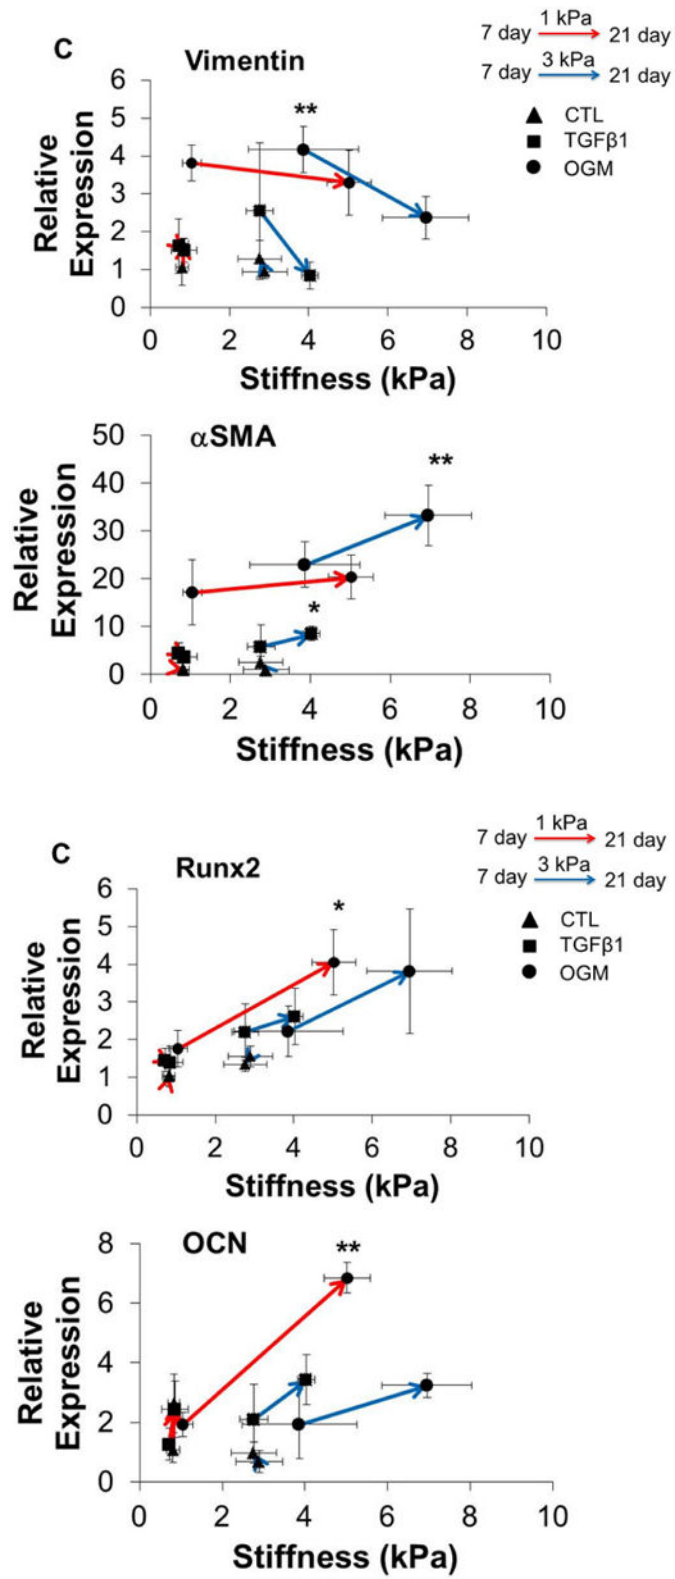 C
Vimentin
7 day 1 kPa 21 day
7 day 3 kPa 21 day
CTL
TGFβ1
OGM
**
Relative
Expression
6
5
4
3
2
1
0
0 2 4 6 8 10
Stiffness (kPa)
αSMA
**
*
Relative
Expression
50
40
30
20
10
0
0 2 4 6 8 10
Stiffness (kPa)
C
Runx2
7 day 1 kPa 21 day
7 day 3 kPa 21 day
CTL
TGFβ1
OGM
*
Relative
Expression
6
5
4
3
2
1
0
0 2 4 6 8 10
Stiffness (kPa)
OCN
**
Relative
Expression
8
6
4
2
0
0 2 4 6 8 10
Stiffness (kPa)